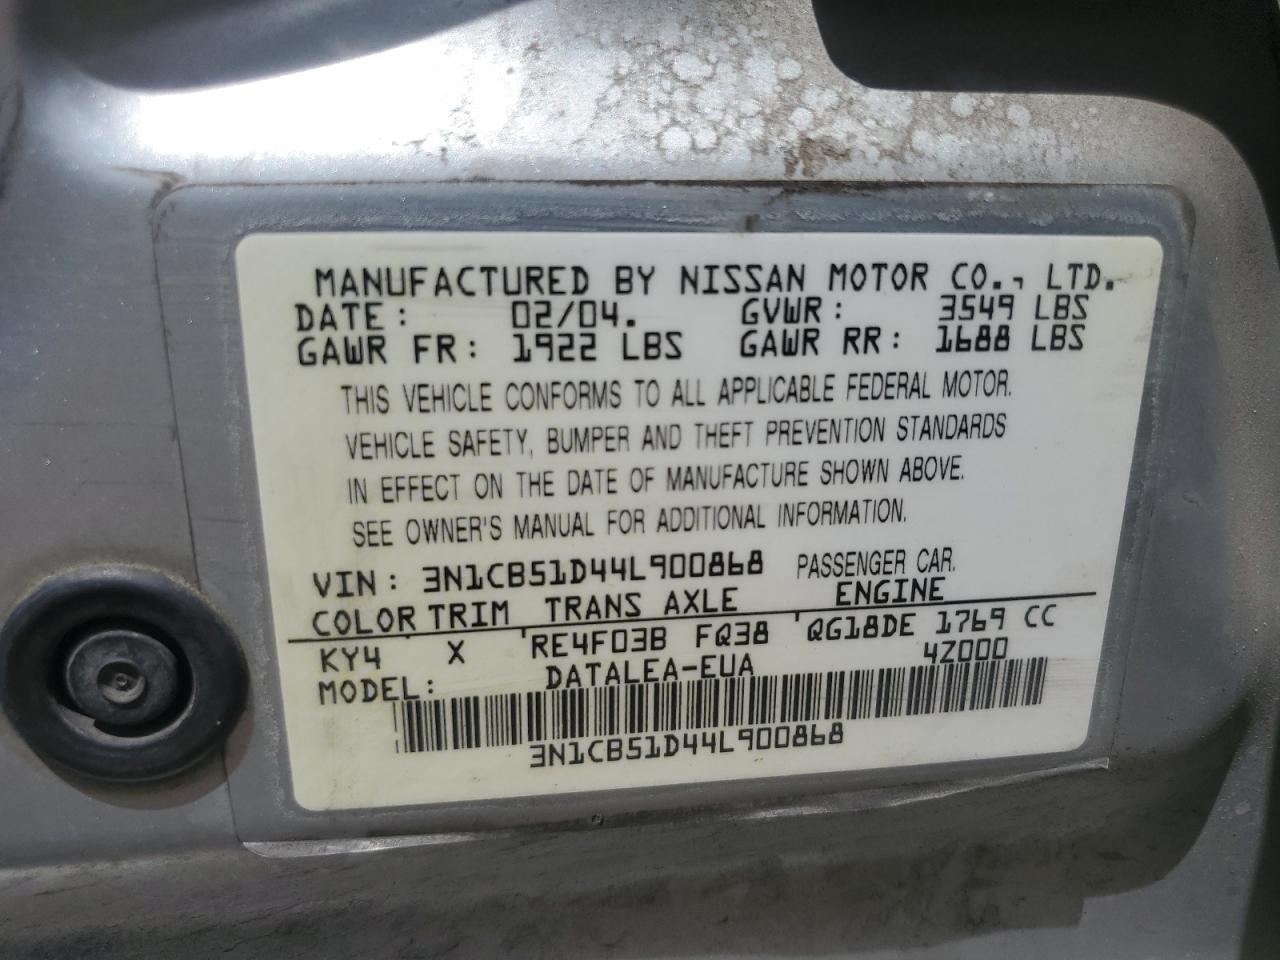 MANUFACTURED BY NISSAN MOTOR CO., LTD.
DATE: 02/04. GVWR: 3549 LBS
GAWR FR: 1922 LBS GAWR RR: 1688 LBS
THIS VEHICLE CONFORMS TO ALL APPLICABLE FEDERAL MOTOR.
VEHICLE SAFETY, BUMPER AND THEFT PREVENTION STANDARDS
IN EFFECT ON THE DATE OF MANUFACTURE SHOWN ABOVE.
SEE OWNER'S MANUAL FOR ADDITIONAL INFORMATION.
VIN: 3N1CB51D44L900868 PASSENGER CAR.
COLOR TRIM TRANS AXLE ENGINE
KY4 X RE4F03B FQ38 QG18DE 1769 CC
MODEL: DATALEA-EUA 4Z000
3N1CB51D44L900868